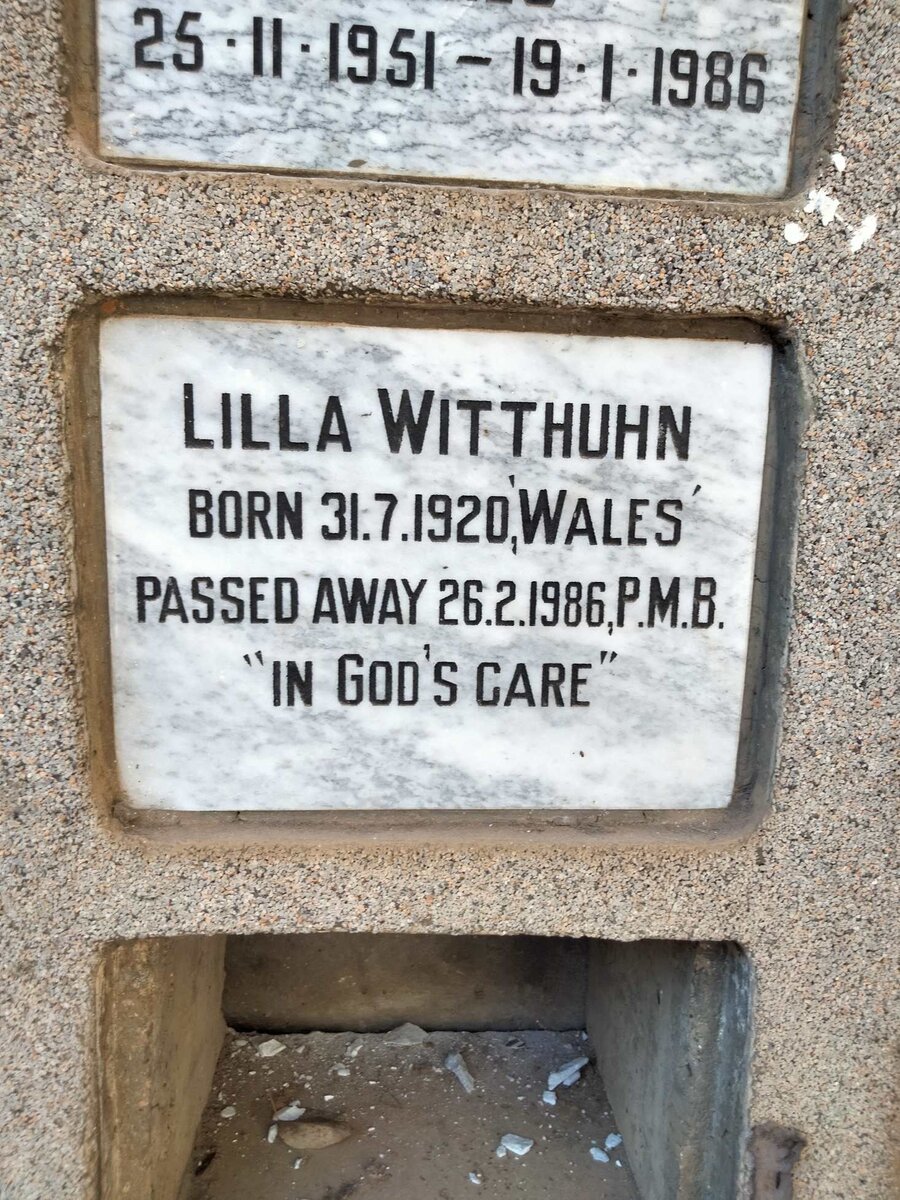 25·11·1951 – 19·1·1986
LILLA WITTHUHN
BORN 31.7.1920,'WALES'
PASSED AWAY 26.2.1986,P.M.B.
"IN GOD'S CARE"